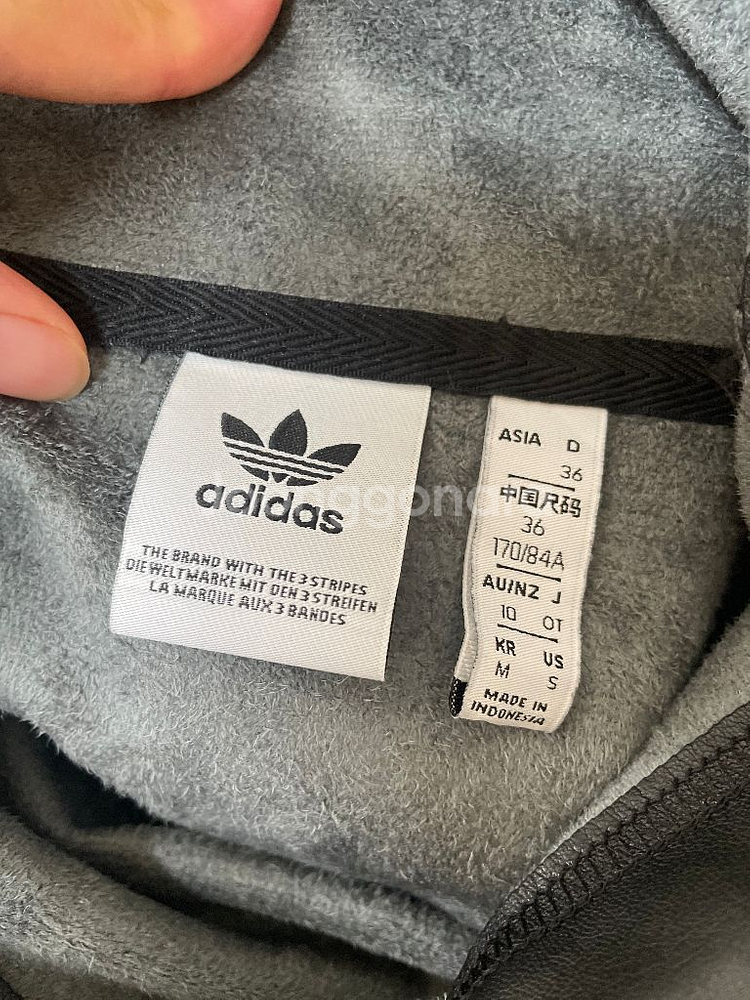 adidas
THE BRAND WITH THE 3 STRIPES
DIE WELTMARKE MIT DEN 3 STREIFEN
LA MARQUE AUX 3 BANDES
ASIA D
36
中国尺码
36
170/84A
AU/NZ J
10 OT
KR US
M S
MADE IN
INDONESIA